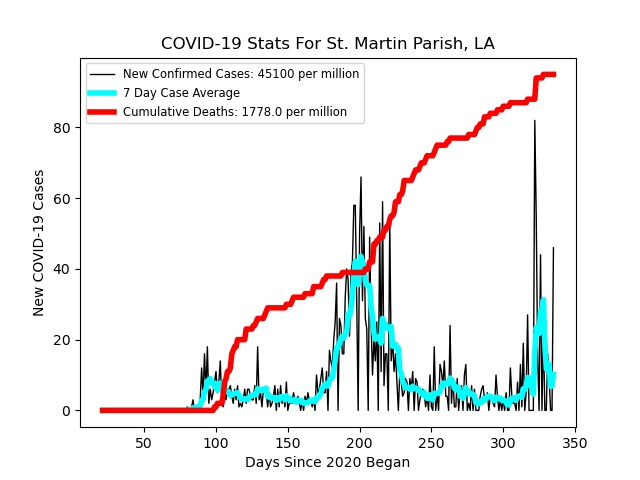 COVID-19 Stats For St. Martin Parish, LA
New Confirmed Cases: 45100 per million
7 Day Case Average
Cumulative Deaths: 1778.0 per million
New COVID-19 Cases
80
60
40
20
0
50 100 150 200 250 300 350
Days Since 2020 Began